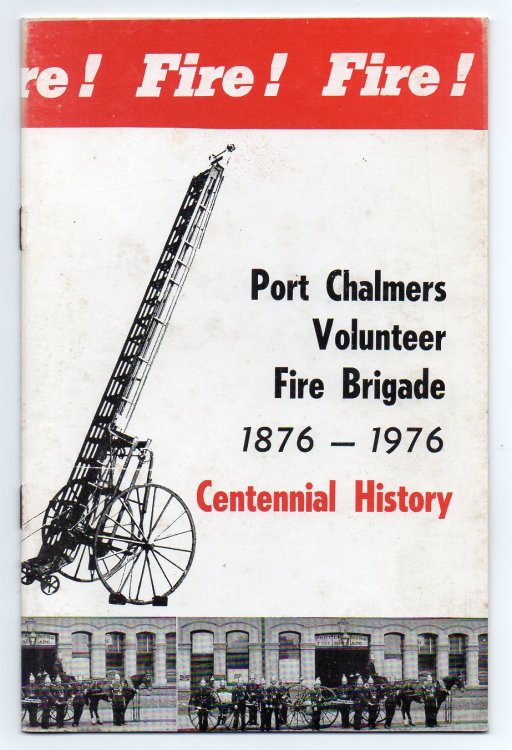 re! Fire! Fire!
Port Chalmers
Volunteer
Fire Brigade
1876 – 1976
Centennial History